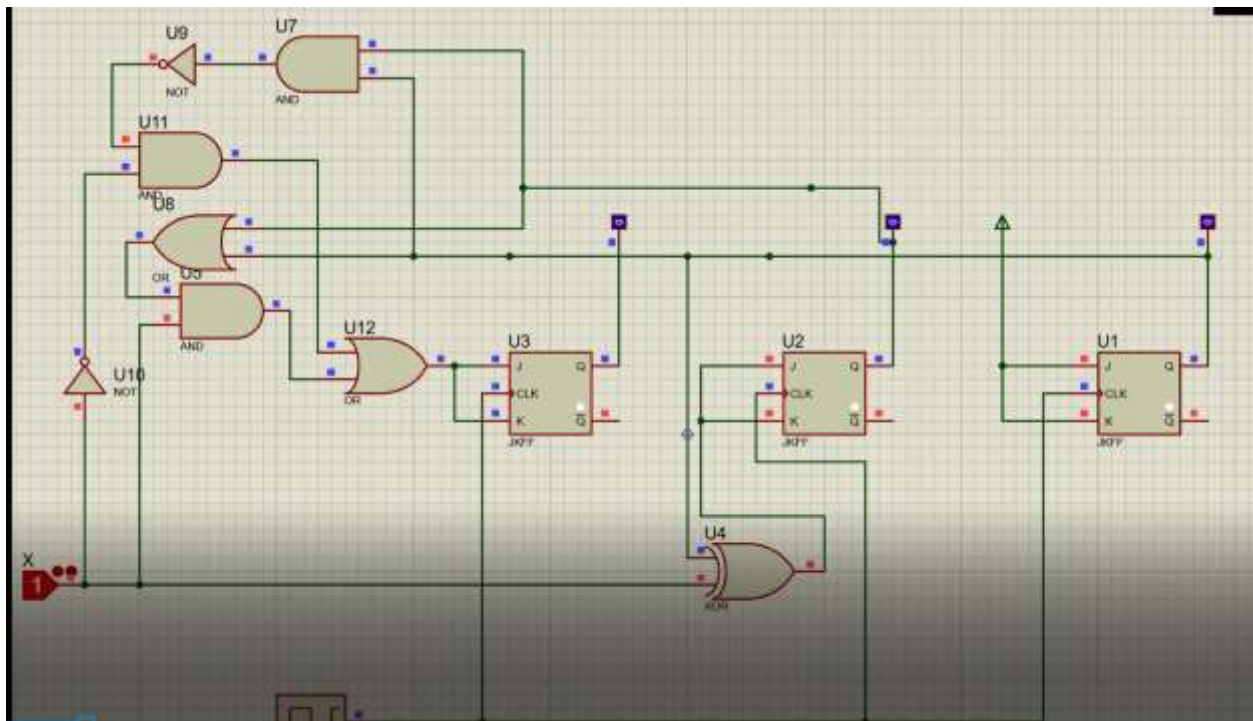 U7
U9
NOT
AND
U11
AND
U8
OR
U5
AND
U12
OR
U10
NOT
U3
J
Q
CLK
K
Q
JKFF
U2
J
Q
CLK
K
Q
JKFF
U1
J
Q
CLK
K
Q
JKFF
U4
XOR
X
1